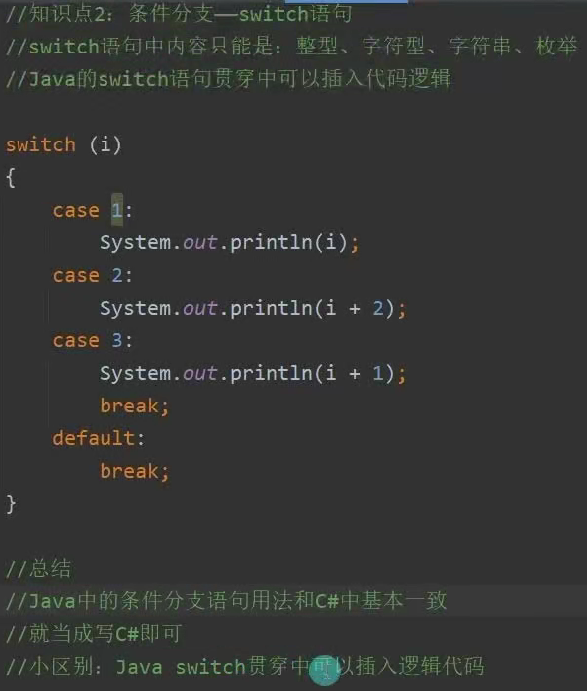 //知识点2：条件分支——switch语句
//switch语句中内容只能是：整型、字符型、字符串、枚举
//Java的switch语句贯穿中可以插入代码逻辑
switch (i)
{
case 1:
System.out.println(i);
case 2:
System.out.println(i + 2);
case 3:
System.out.println(i + 1);
break;
default:
break;
}
//总结
//Java中的条件分支语句用法和C#中基本一致
//就当成写C#即可
//小区别：Java switch贯穿中可以插入逻辑代码